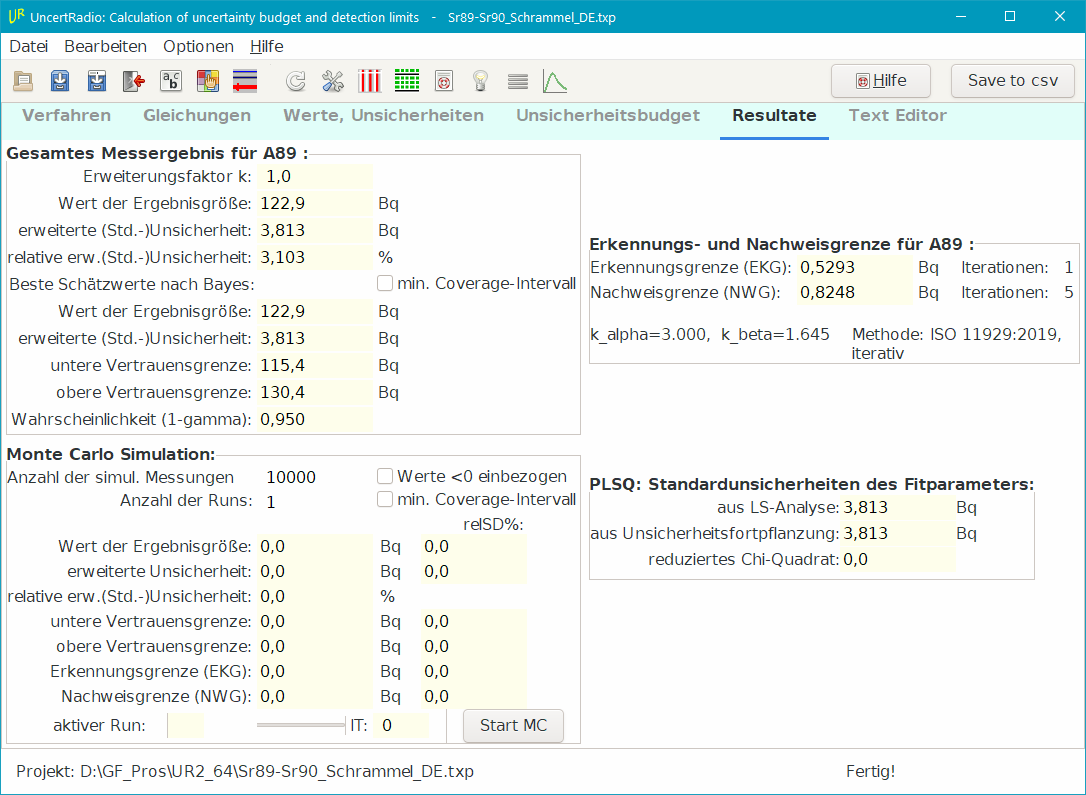 UR UncertRadio: Calculation of uncertainty budget and detection limits - Sr89-Sr90_Schrammel_DE.txp
Datei Bearbeiten Optionen Hilfe
a b c Hilfe Save to csv
Verfahren Gleichungen Werte, Unsicherheiten Unsicherheitsbudget Resultate Text Editor
Gesamtes Messergebnis für A89 :
Erweiterungsfaktor k: 1,0
Wert der Ergebnisgröße: 122,9 Bq
erweiterte (Std.-)Unsicherheit: 3,813 Bq
relative erw.(Std.-)Unsicherheit: 3,103 %
Beste Schätzwerte nach Bayes: min. Coverage-Intervall
Wert der Ergebnisgröße: 122,9 Bq
erweiterte (Std.-)Unsicherheit: 3,813 Bq
untere Vertrauensgrenze: 115,4 Bq
obere Vertrauensgrenze: 130,4 Bq
Wahrscheinlichkeit (1-gamma): 0,950
Erkennungs- und Nachweisgrenze für A89 :
Erkennungsgrenze (EKG): 0,5293 Bq Iterationen: 1
Nachweisgrenze (NWG): 0,8248 Bq Iterationen: 5
k_alpha=3.000, k_beta=1.645 Methode: ISO 11929:2019,
iterativ
Monte Carlo Simulation:
Anzahl der simul. Messungen 10000 Werte <0 einbezogen
Anzahl der Runs: 1 min. Coverage-Intervall
relSD%:
Wert der Ergebnisgröße: 0,0 Bq 0,0
erweiterte Unsicherheit: 0,0 Bq 0,0
relative erw.(Std.-)Unsicherheit: 0,0 %
untere Vertrauensgrenze: 0,0 Bq 0,0
obere Vertrauensgrenze: 0,0 Bq 0,0
Erkennungsgrenze (EKG): 0,0 Bq 0,0
Nachweisgrenze (NWG): 0,0 Bq 0,0
aktiver Run: IT: 0 Start MC
PLSQ: Standardunsicherheiten des Fitparameters:
aus LS-Analyse: 3,813 Bq
aus Unsicherheitsfortpflanzung: 3,813 Bq
reduziertes Chi-Quadrat: 0,0
Projekt: D:\GF_Pros\UR2_64\Sr89-Sr90_Schrammel_DE.txp Fertig!